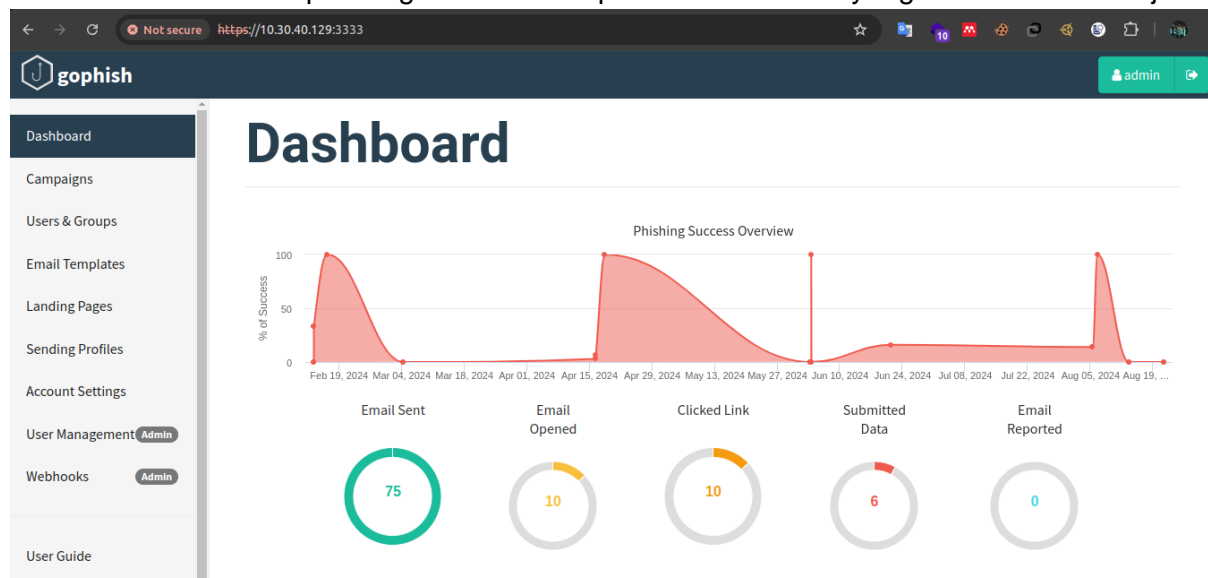 Not secure https://10.30.40.129:3333
10
gophish
admin
Dashboard
Campaigns
Users & Groups
Email Templates
Landing Pages
Sending Profiles
Account Settings
User Management Admin
Webhooks Admin
User Guide
Dashboard
Phishing Success Overview
% of Success
100
50
0
Feb 19, 2024 Mar 04, 2024 Mar 18, 2024 Apr 01, 2024 Apr 15, 2024 Apr 29, 2024 May 13, 2024 May 27, 2024 Jun 10, 2024 Jun 24, 2024 Jul 08, 2024 Jul 22, 2024 Aug 05, 2024 Aug 19, ...
Email Sent
75
Email
Opened
10
Clicked Link
10
Submitted
Data
6
Email
Reported
0